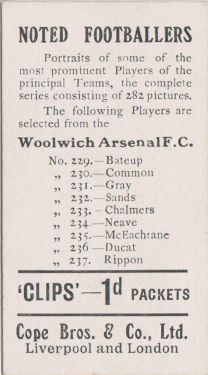 NOTED FOOTBALLERS
Portraits of some of the
most prominent Players of the
principal Teams, the complete
series consisting of 282 pictures.
The following Players are
selected from the
Woolwich Arsenal F.C.
No. 229.—Bateup
„ 230.—Common
„ 231.—Gray
„ 232.—Sands
„ 233.—Chalmers
„ 234.—Neave
„ 235.—McEachrane
„ 236—Ducat
„ 237. Rippon
'CLIPS'—1d PACKETS
Cope Bros. & Co., Ltd.
Liverpool and London